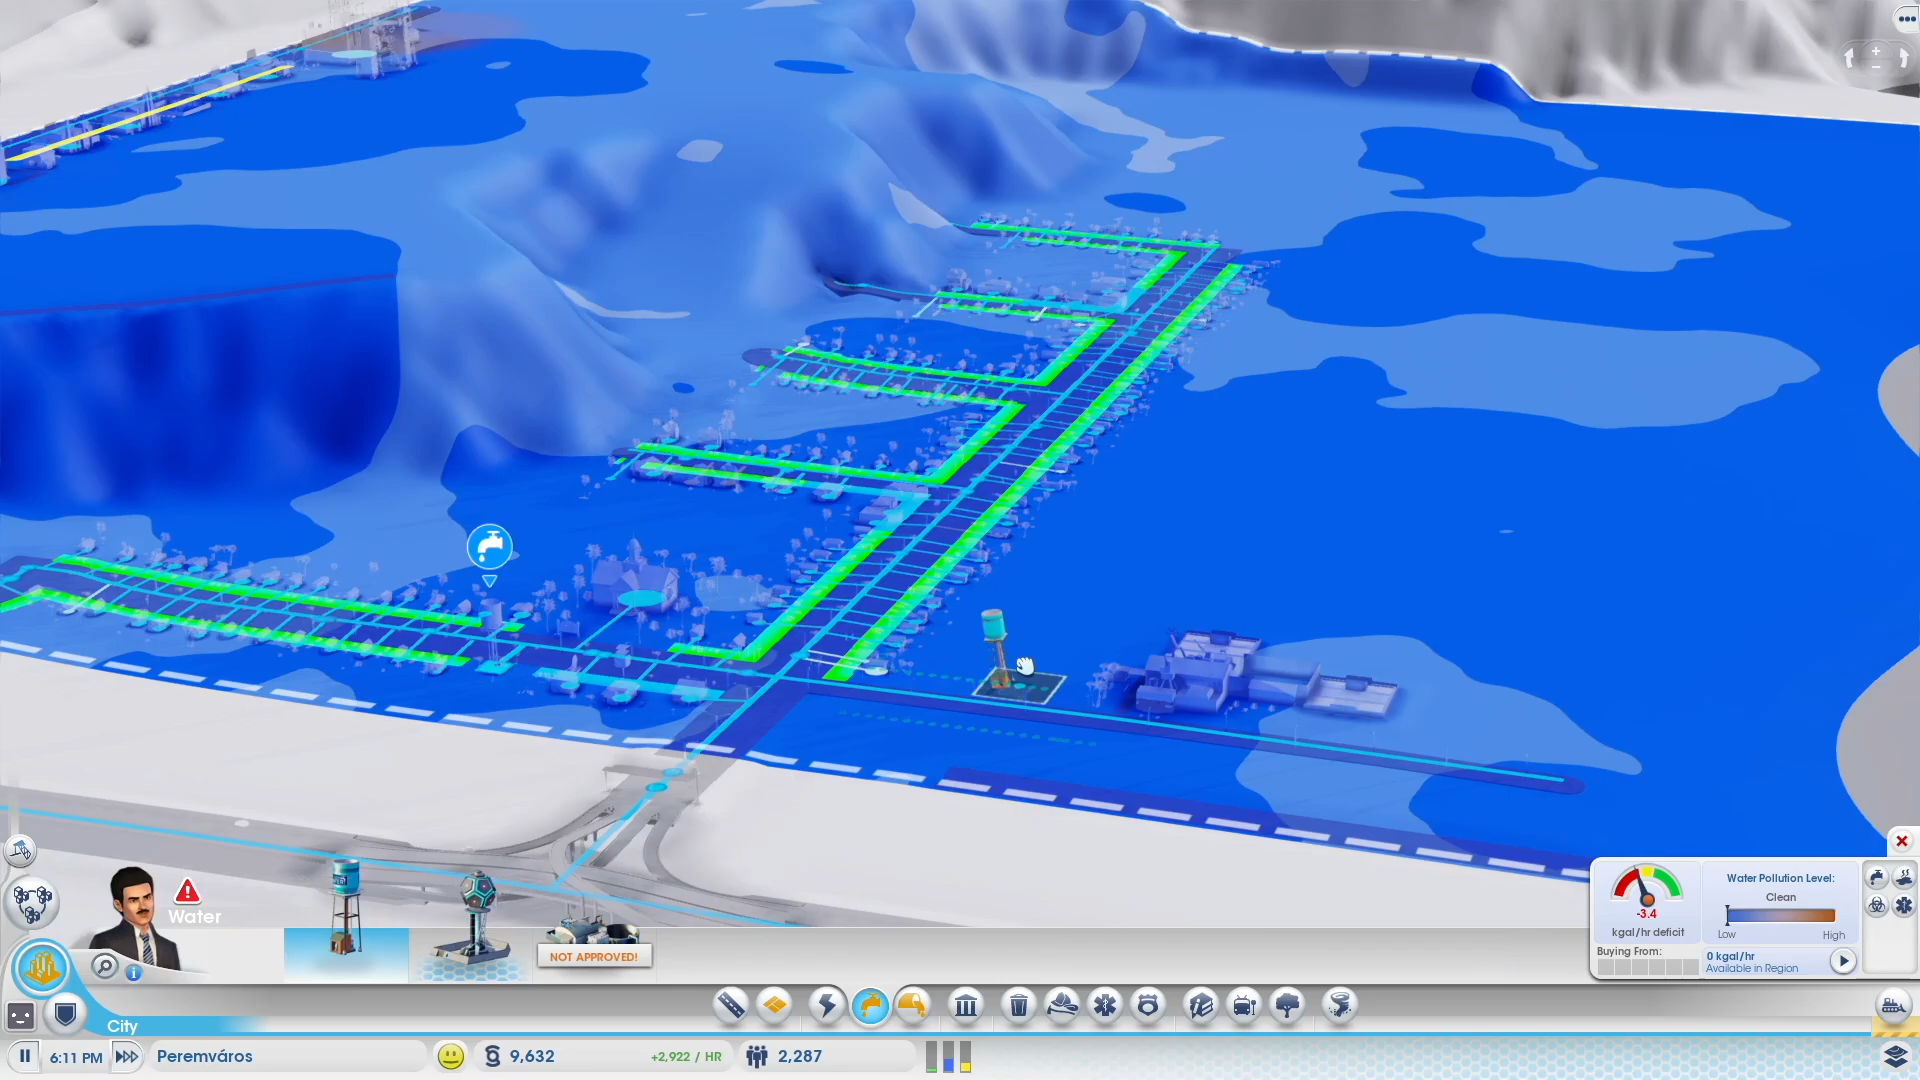 Water
NOT APPROVED!
-3.4
kgal/hr deficit
Water Pollution Level:
Clean
Low
High
Buying From:
0 kgal/hr
Available in Region
City
6:11 PM
Peremváros
9,632
+2,922 / HR
2,287